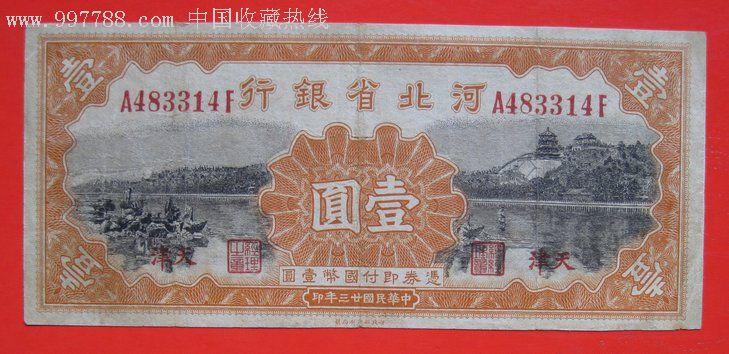 www.997788.com 中国收藏热线
壹
壹
河北省銀行
A483314F
A483314F
壹圓
天津
天津
憑券即付國幣壹圓
中華民國廿三年印
壹
壹